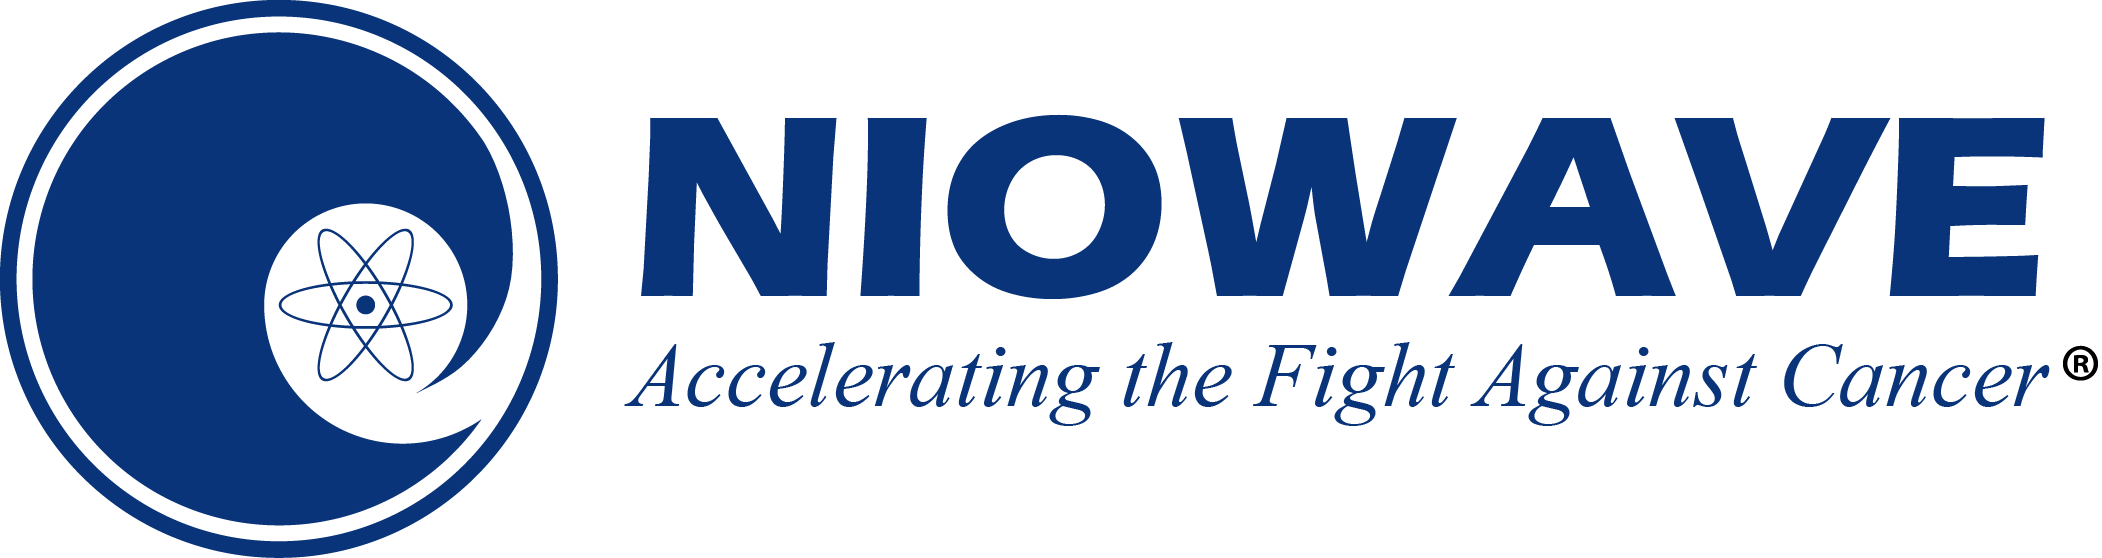 NIOWAVE
Accelerating the Fight Against Cancer®